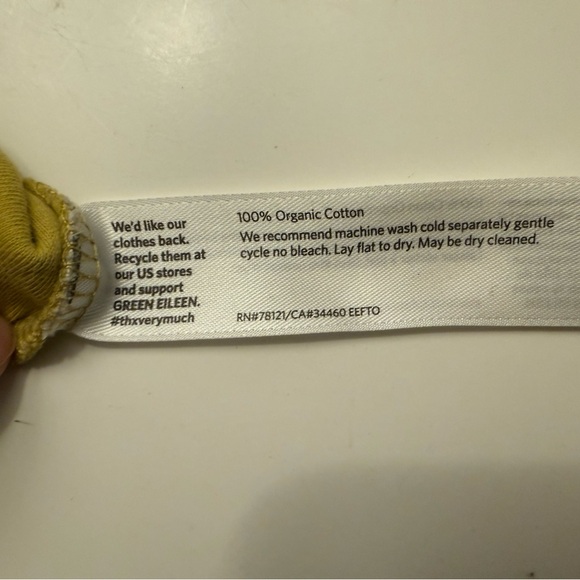 We'd like our
clothes back.
Recycle them at
our US stores
and support
GREEN EILEEN.
#thxverymuch
100% Organic Cotton
We recommend machine wash cold separately gentle
cycle no bleach. Lay flat to dry. May be dry cleaned.
RN#78121/CA#34460 EEFTO